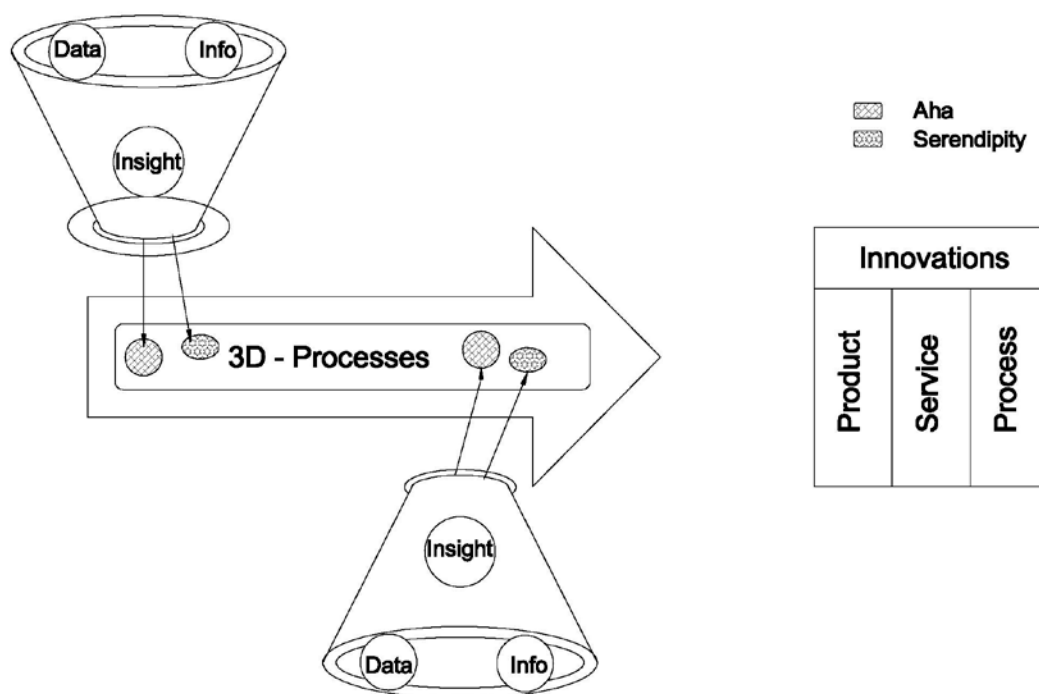 Data
Info
Insight
Aha
Serendipity
3D - Processes
Innovations
Product
Service
Process
Insight
Data
Info